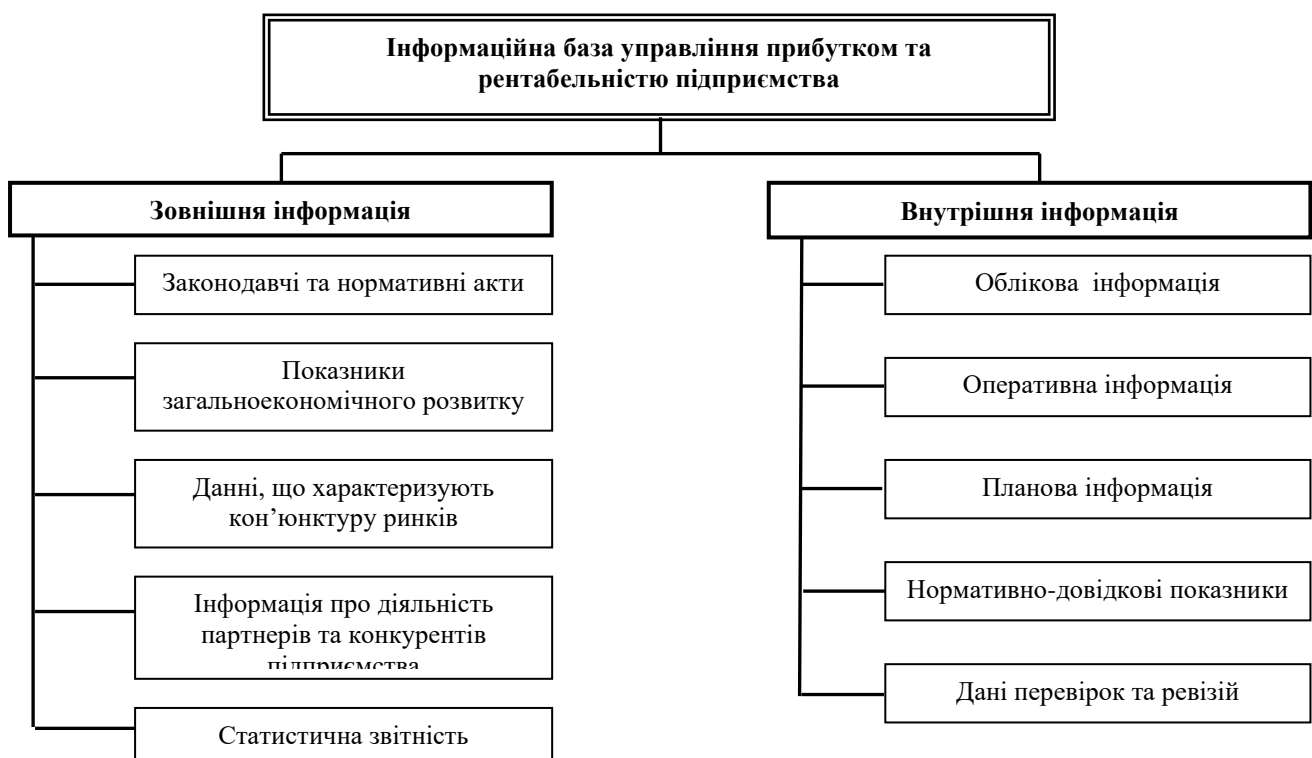 Інформаційна база управління прибутком та
рентабельністю підприємства
Зовнішня інформація
Законодавчі та нормативні акти
Показники
загальноекономічного розвитку
Данні, що характеризують
кон’юнктуру ринків
Інформація про діяльність
партнерів та конкурентів
підприємства
Статистична звітність
Внутрішня інформація
Облікова інформація
Оперативна інформація
Планова інформація
Нормативно-довідкові показники
Дані перевірок та ревізій